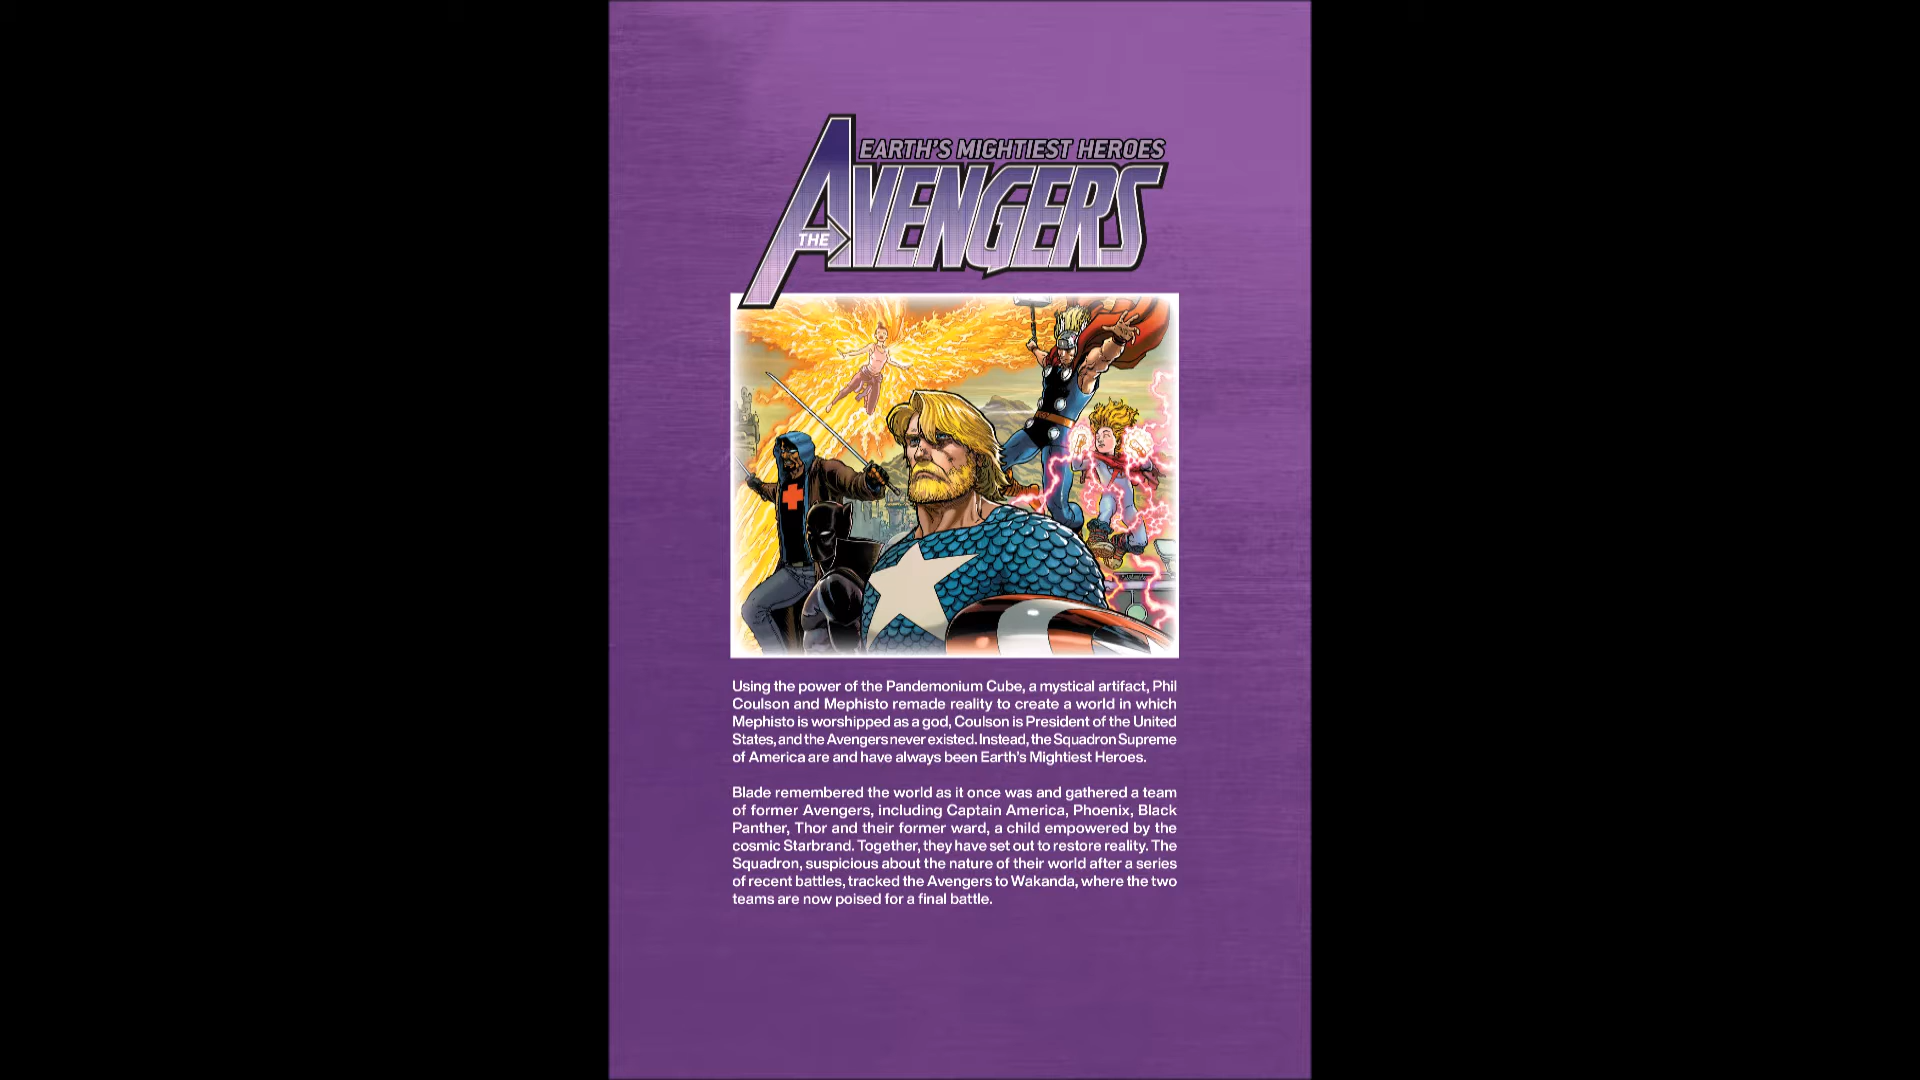 EARTH'S MIGHTIEST HEROES
THE AVENGERS
Using the power of the Pandemonium Cube, a mystical artifact, Phil
Coulson and Mephisto remade reality to create a world in which
Mephisto is worshipped as a god, Coulson is President of the United
States, and the Avengers never existed. Instead, the Squadron Supreme
of America are and have always been Earth's Mightiest Heroes.
Blade remembered the world as it once was and gathered a team
of former Avengers, including Captain America, Phoenix, Black
Panther, Thor and their former ward, a child empowered by the
cosmic Starbrand. Together, they have set out to restore reality. The
Squadron, suspicious about the nature of their world after a series
of recent battles, tracked the Avengers to Wakanda, where the two
teams are now poised for a final battle.